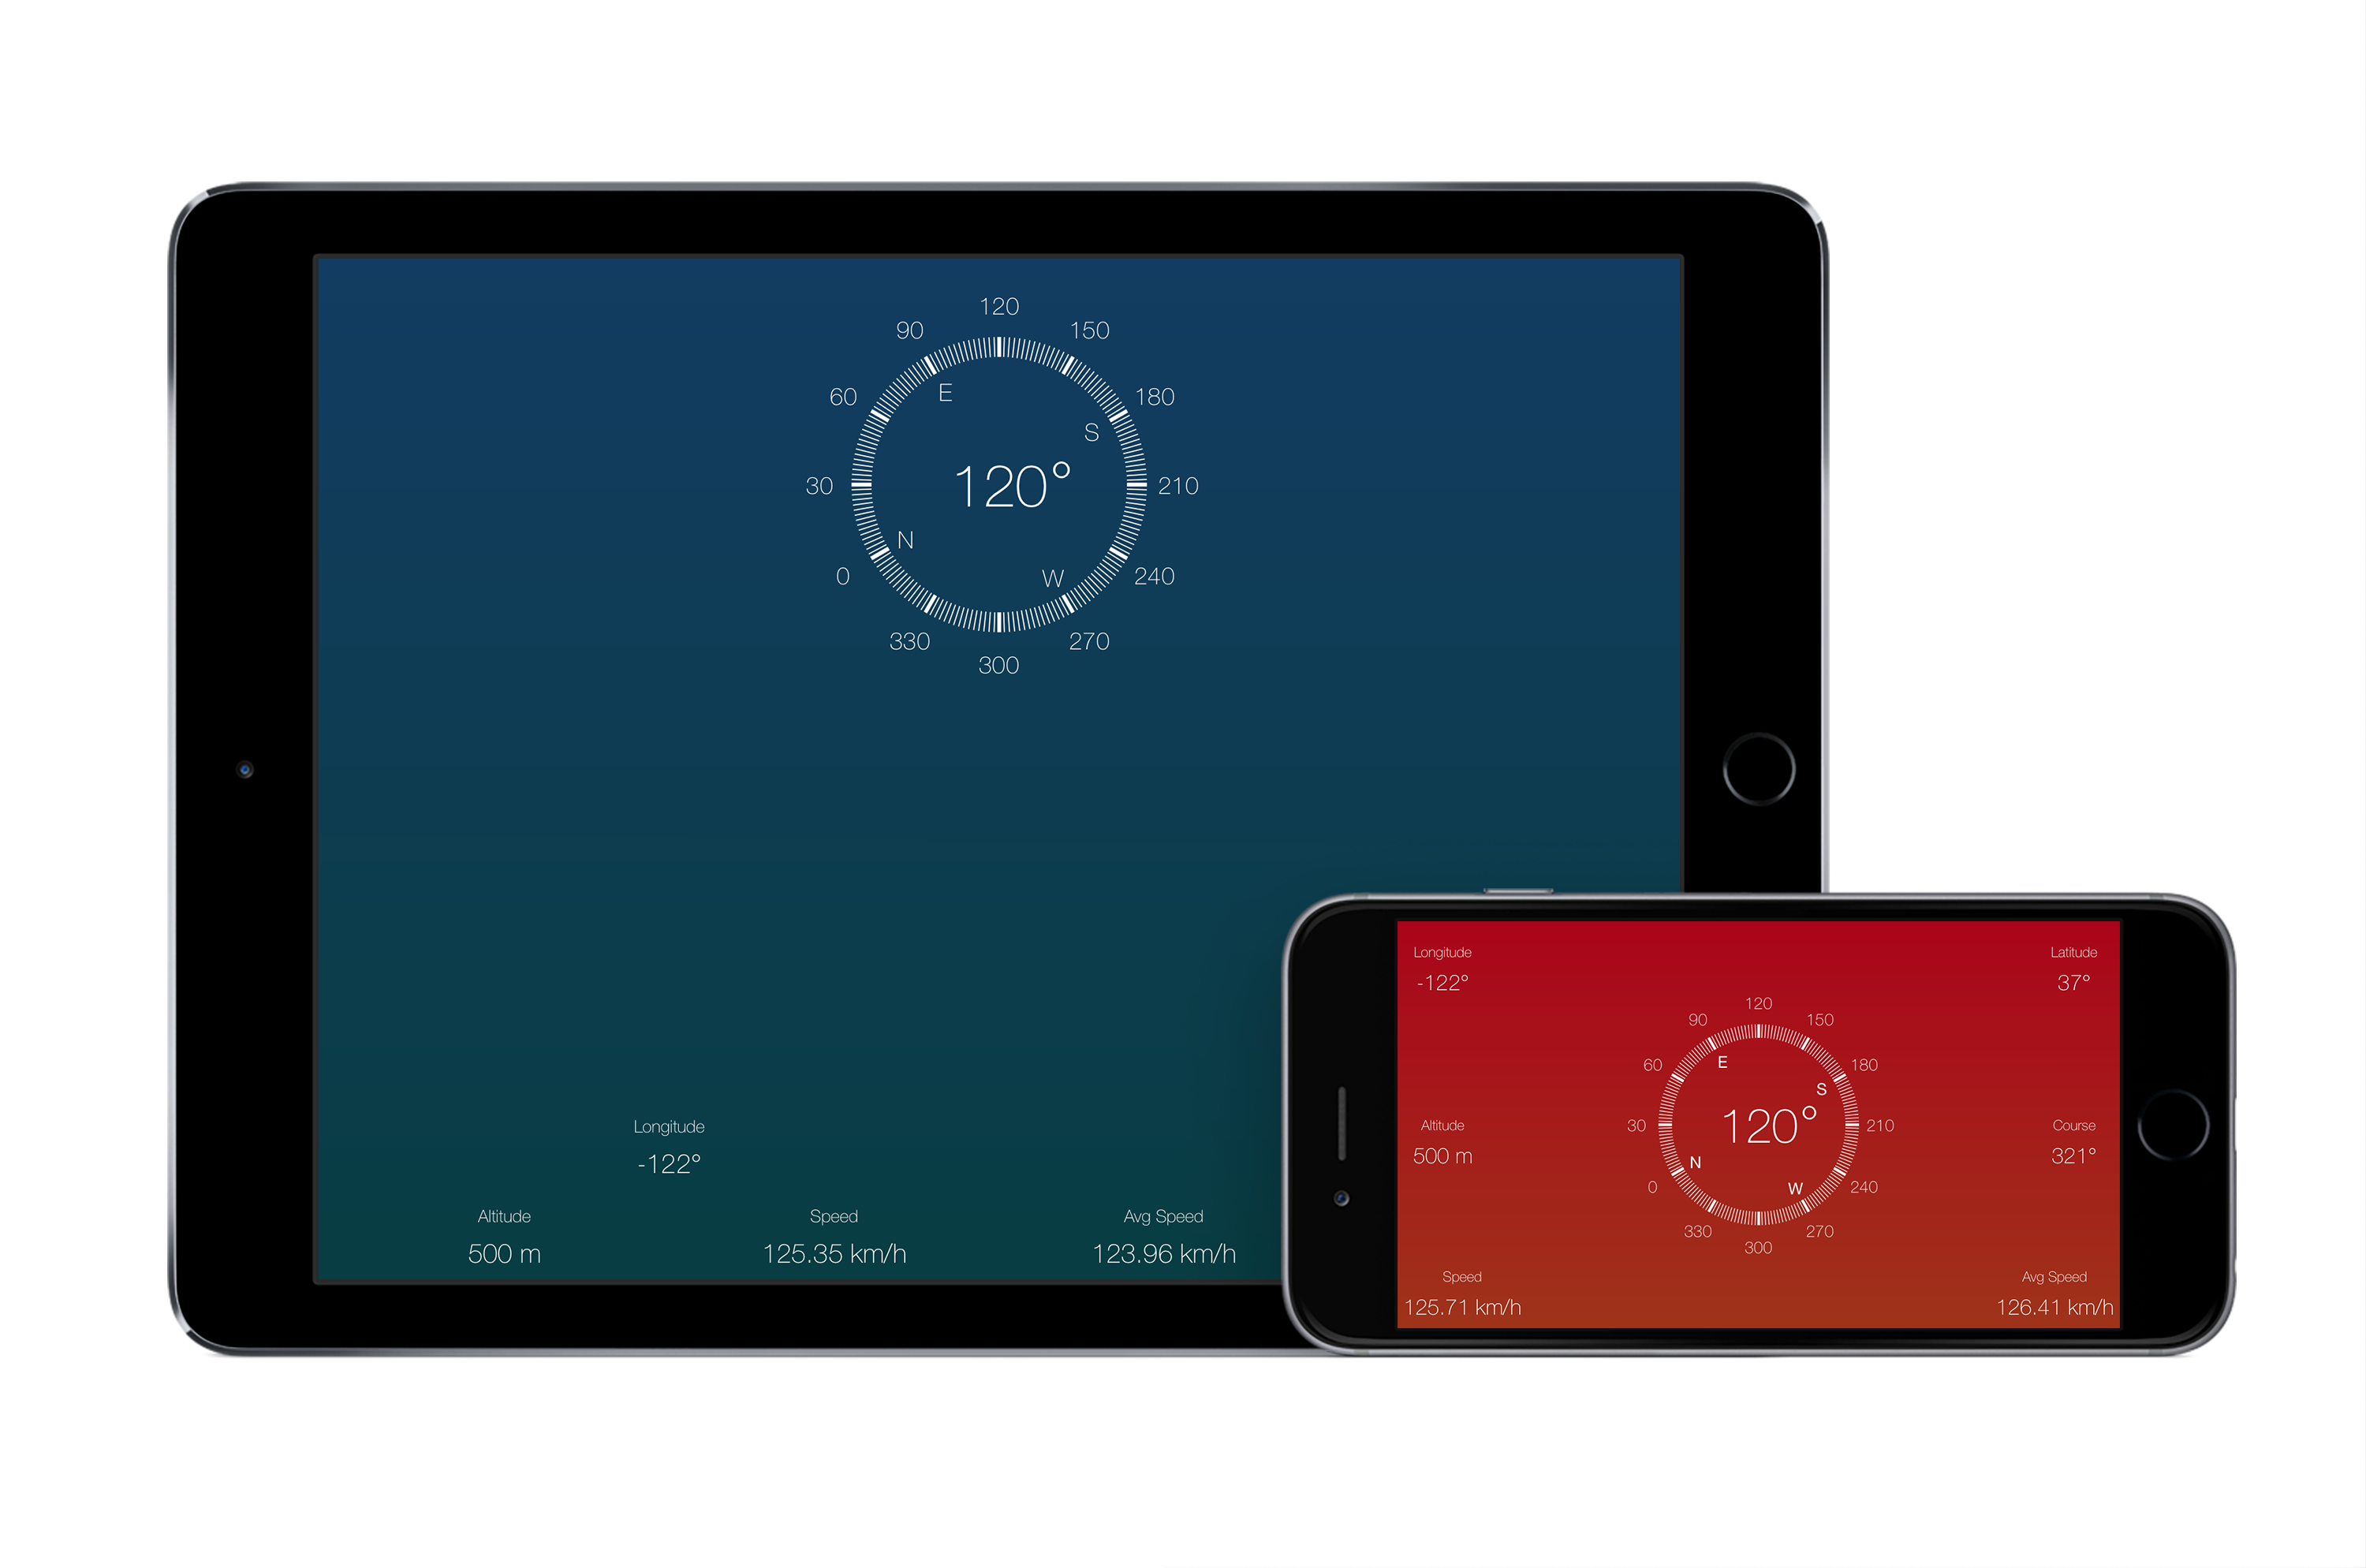 120
90 150
E
60 180
S
120°
30 210
N
0 240
W
330 270
300
Longitude
-122°
Altitude Speed Avg Speed
500 m 125.35 km/h 123.96 km/h
Longitude Latitude
-122° 37°
120
90 150
E
60 180
S
120°
Altitude 30 210 Course
500 m 321°
N
0 240
W
330 270
300
Speed Avg Speed
125.71 km/h 126.41 km/h